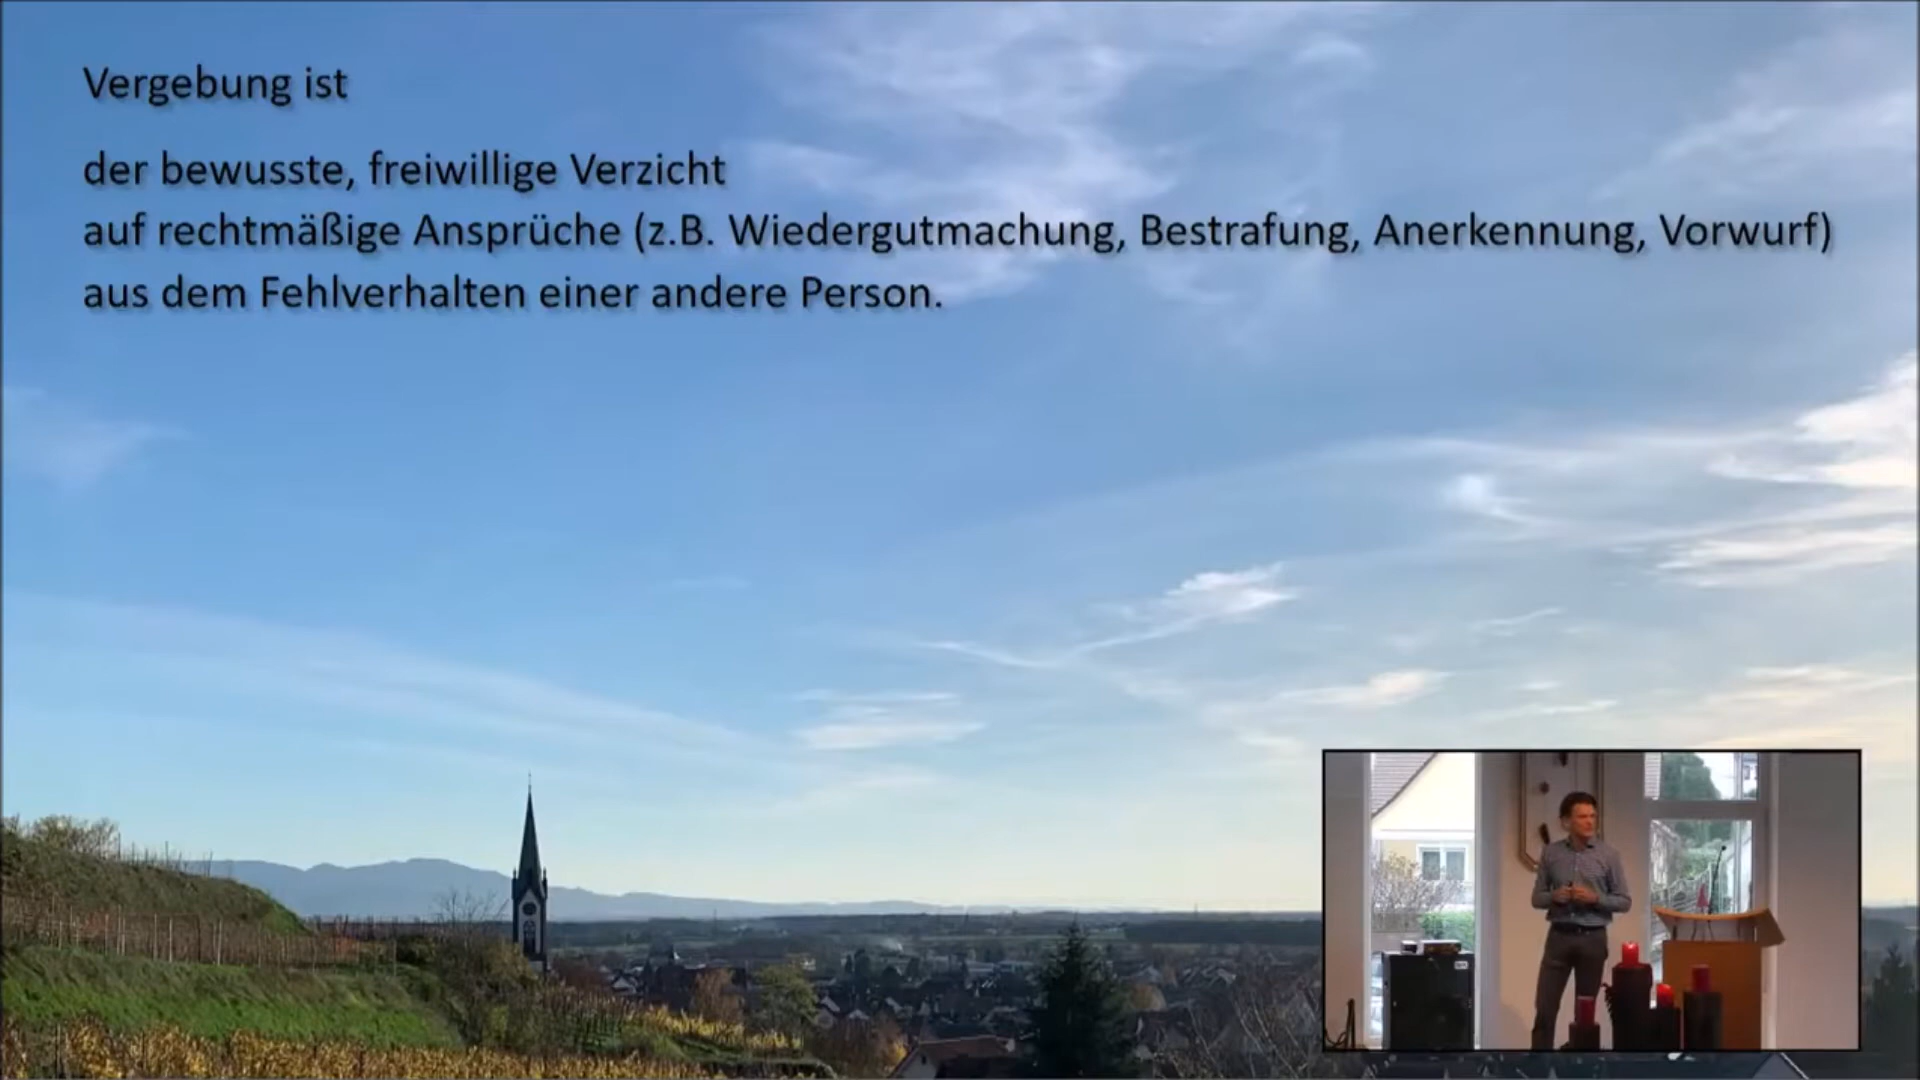 Vergebung ist
der bewusste, freiwillige Verzicht
auf rechtmäßige Ansprüche (z.B. Wiedergutmachung, Bestrafung, Anerkennung, Vorwurf)
aus dem Fehlverhalten einer andere Person.